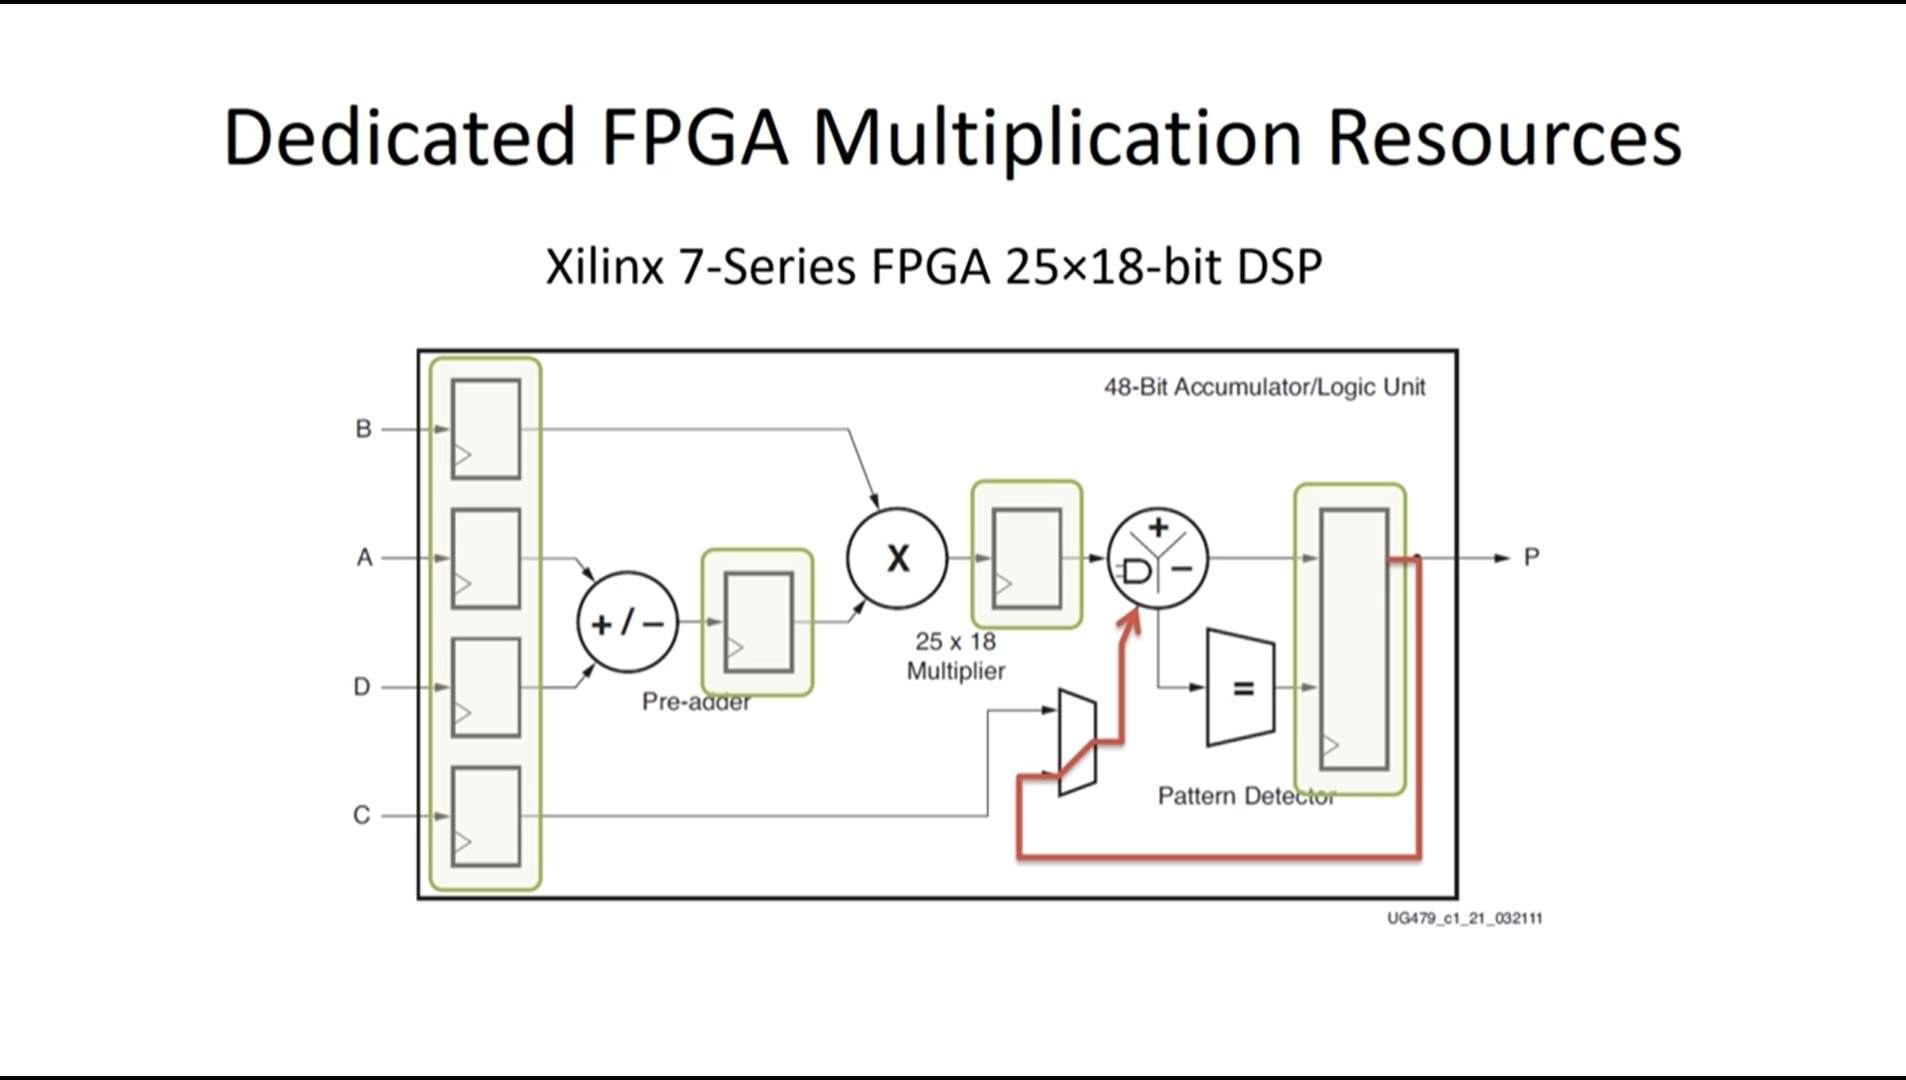 Dedicated FPGA Multiplication Resources
Xilinx 7-Series FPGA 25×18-bit DSP
48-Bit Accumulator/Logic Unit
B
A
D
C
+ / −
Pre-adder
X
25 x 18
Multiplier
+
−
=
Pattern Detector
P
UG479_c1_21_032111